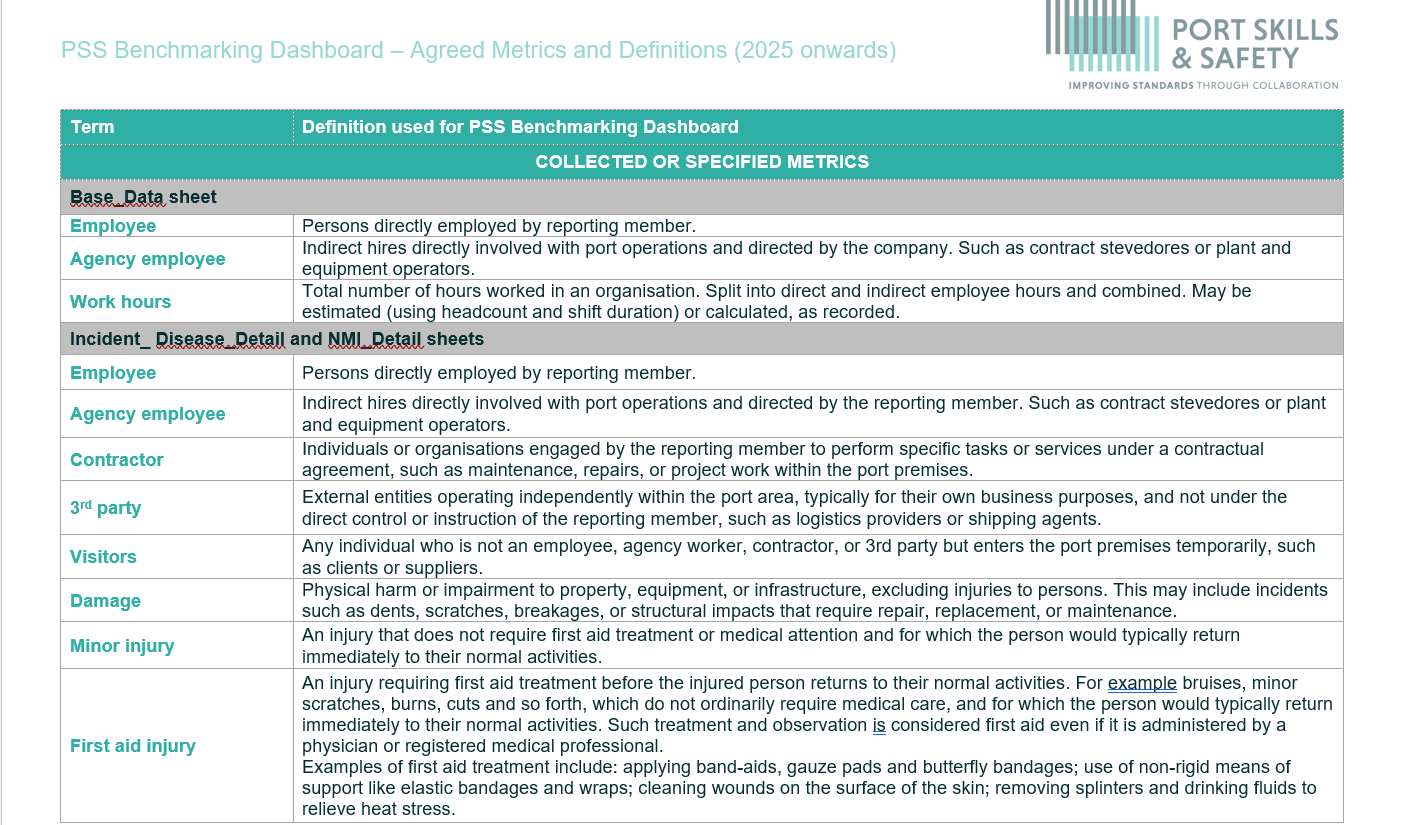 PSS Benchmarking Dashboard – Agreed Metrics and Definitions (2025 onwards)
PORT SKILLS
& SAFETY
IMPROVING STANDARDS THROUGH COLLABORATION
Term
Definition used for PSS Benchmarking Dashboard
COLLECTED OR SPECIFIED METRICS
Base_Data sheet
Employee
Persons directly employed by reporting member.
Agency employee
Indirect hires directly involved with port operations and directed by the company. Such as contract stevedores or plant and
equipment operators.
Work hours
Total number of hours worked in an organisation. Split into direct and indirect employee hours and combined. May be
estimated (using headcount and shift duration) or calculated, as recorded.
Incident_ Disease_Detail and NMI_Detail sheets
Employee
Persons directly employed by reporting member.
Agency employee
Indirect hires directly involved with port operations and directed by the reporting member. Such as contract stevedores or plant
and equipment operators.
Contractor
Individuals or organisations engaged by the reporting member to perform specific tasks or services under a contractual
agreement, such as maintenance, repairs, or project work within the port premises.
3rd party
External entities operating independently within the port area, typically for their own business purposes, and not under the
direct control or instruction of the reporting member, such as logistics providers or shipping agents.
Visitors
Any individual who is not an employee, agency worker, contractor, or 3rd party but enters the port premises temporarily, such
as clients or suppliers.
Damage
Physical harm or impairment to property, equipment, or infrastructure, excluding injuries to persons. This may include incidents
such as dents, scratches, breakages, or structural impacts that require repair, replacement, or maintenance.
Minor injury
An injury that does not require first aid treatment or medical attention and for which the person would typically return
immediately to their normal activities.
First aid injury
An injury requiring first aid treatment before the injured person returns to their normal activities. For example bruises, minor
scratches, burns, cuts and so forth, which do not ordinarily require medical care, and for which the person would typically return
immediately to their normal activities. Such treatment and observation is considered first aid even if it is administered by a
physician or registered medical professional.
Examples of first aid treatment include: applying band-aids, gauze pads and butterfly bandages; use of non-rigid means of
support like elastic bandages and wraps; cleaning wounds on the surface of the skin; removing splinters and drinking fluids to
relieve heat stress.